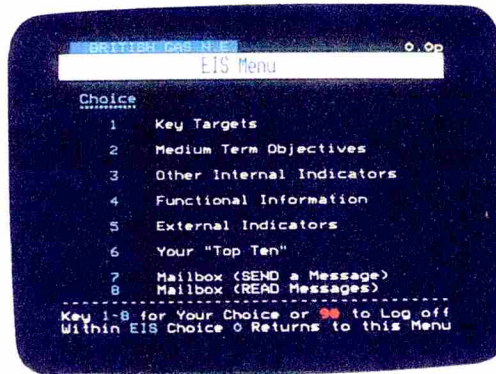 BRITISH GAS N.E. 0.0p
EIS Menu
Choice
1 Key Targets
2 Medium Term Objectives
3 Other Internal Indicators
4 Functional Information
5 External Indicators
6 Your "Top Ten"
7 Mailbox (SEND a Message)
8 Mailbox (READ Messages)
Key 1-8 for Your Choice or 90 to Log off
Within EIS Choice 0 Returns to this Menu